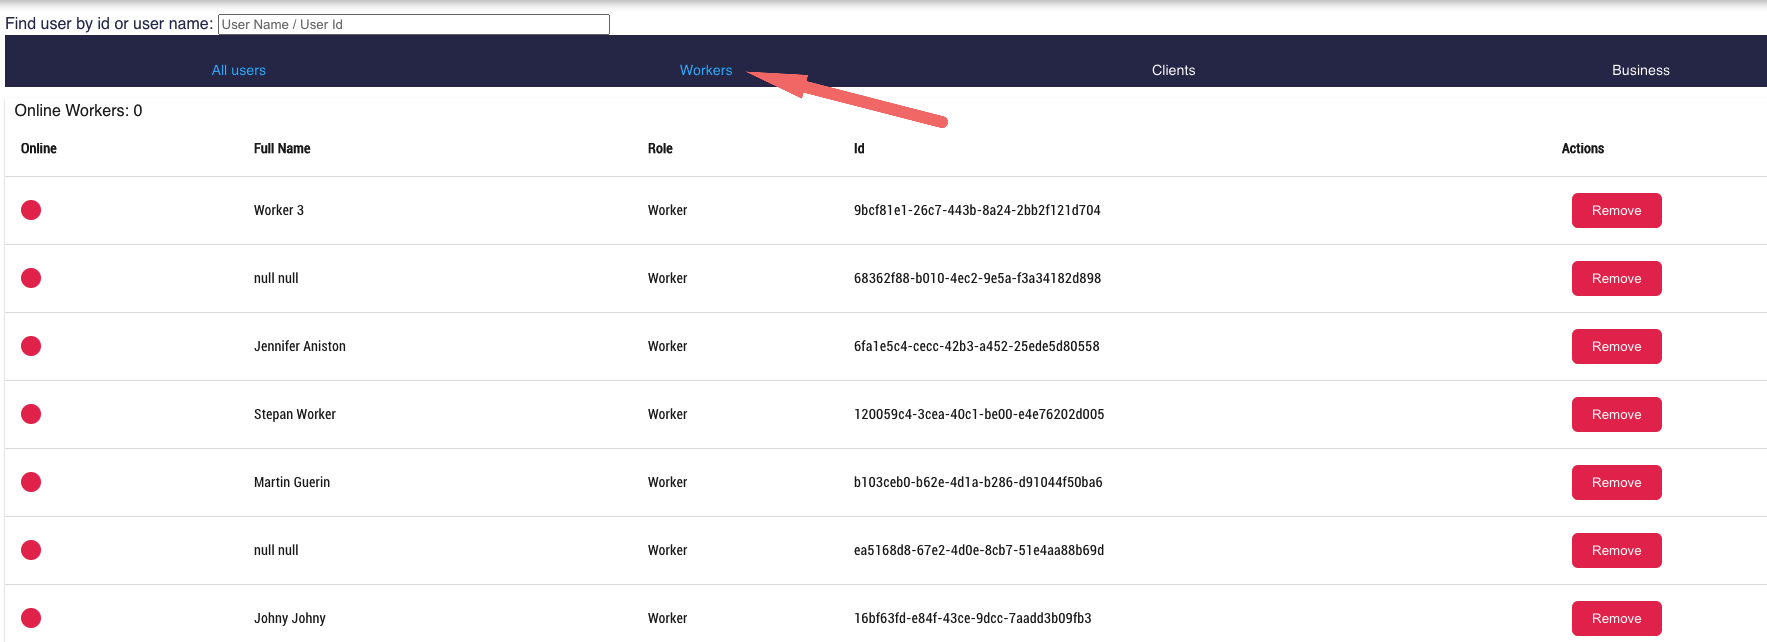 Find user by id or user name: User Name / User Id
All users Workers Clients Business
Online Workers: 0
Online Full Name Role Id Actions
Worker 3 Worker 9bcf81e1-26c7-443b-8a24-2bb2f121d704 Remove
null null Worker 68362f88-b010-4ec2-9e5a-f3a34182d898 Remove
Jennifer Aniston Worker 6fa1e5c4-cecc-42b3-a452-25ede5d80558 Remove
Stepan Worker Worker 120059c4-3cea-40c1-be00-e4e76202d005 Remove
Martin Guerin Worker b103ceb0-b62e-4d1a-b286-d91044f50ba6 Remove
null null Worker ea5168d8-67e2-4d0e-8cb7-51e4aa88b69d Remove
Johny Johny Worker 16bf63fd-e84f-43ce-9dcc-7aadd3b09fb3 Remove